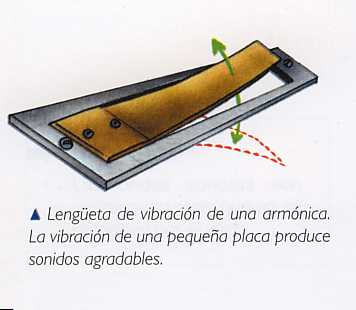 ▲ Lengüeta de vibración de una armónica.
La vibración de una pequeña placa produce
sonidos agradables.